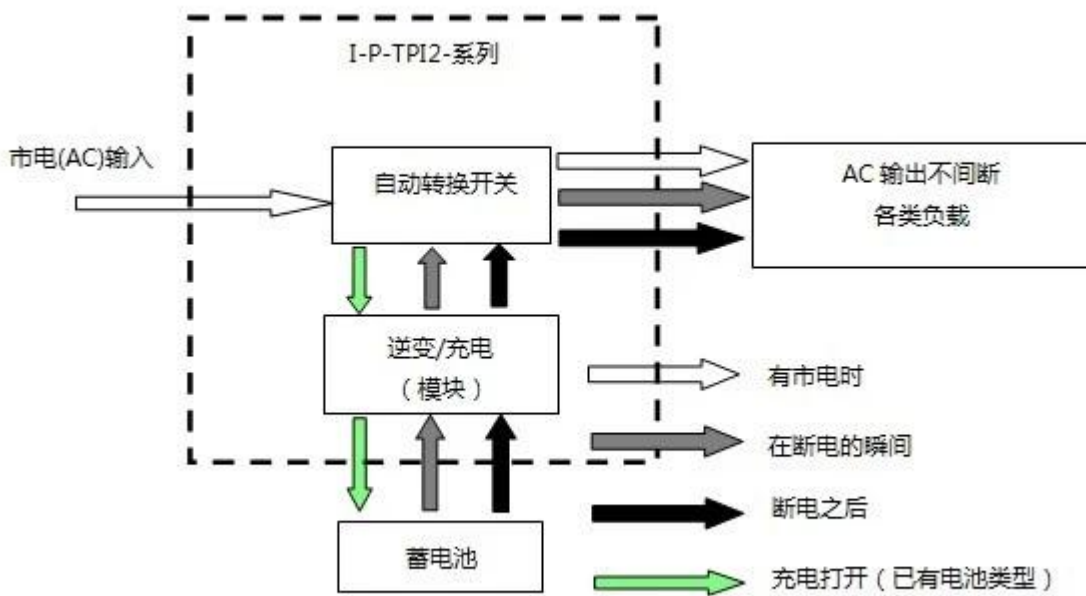 I-P-TPI2-系列
市电(AC)输入
自动转换开关
AC 输出不间断
各类负载
逆变/充电
（模块）
有市电时
在断电的瞬间
断电之后
蓄电池
充电打开（已有电池类型）